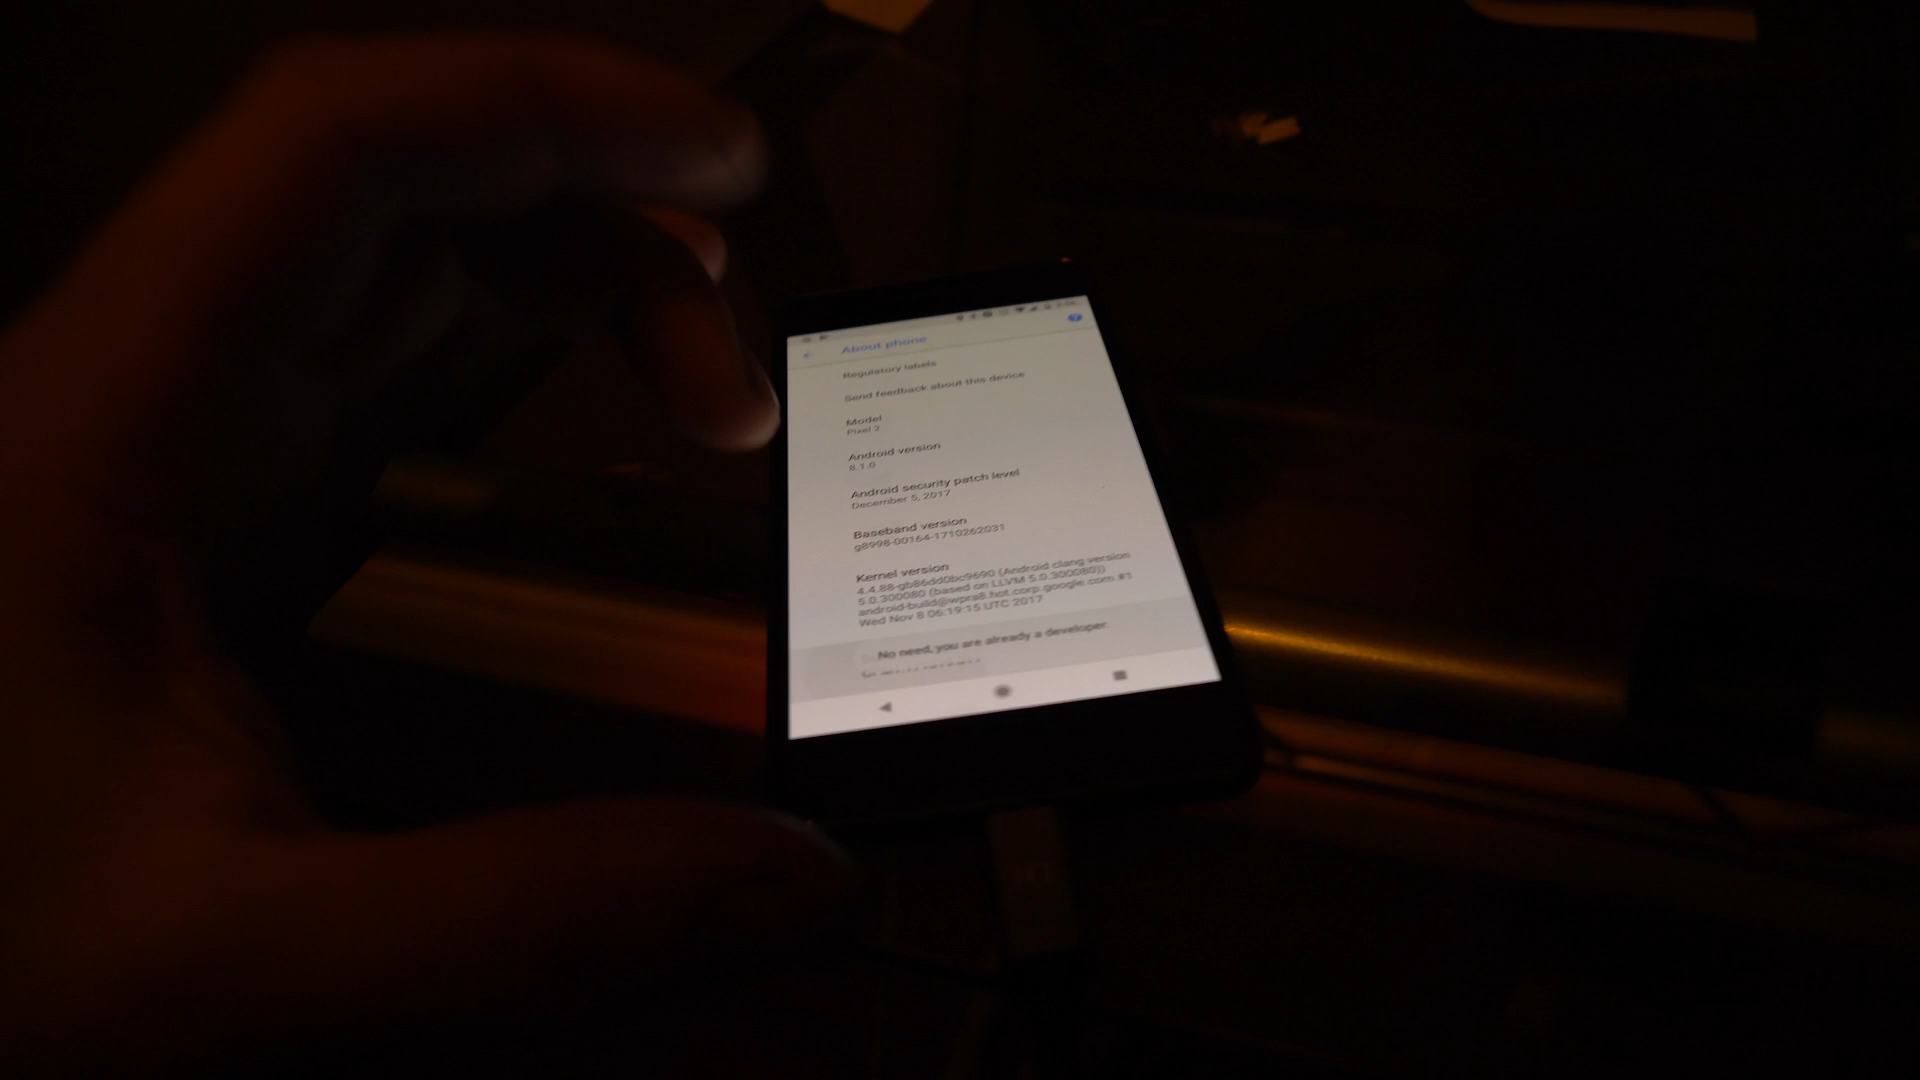 About phone
Regulatory labels
Send feedback about this device
Model
Pixel 2
Android version
8.1.0
Android security patch level
December 5, 2017
Baseband version
g8998-00164-1710262031
Kernel version
4.4.88-gb86dd0bc9690 (Android clang version
5.0.300080 (based on LLVM 5.0.300080))
android-build@wpra8.hot.corp.google.com #1
Wed Nov 8 06:19:15 UTC 2017
No need, you are already a developer.